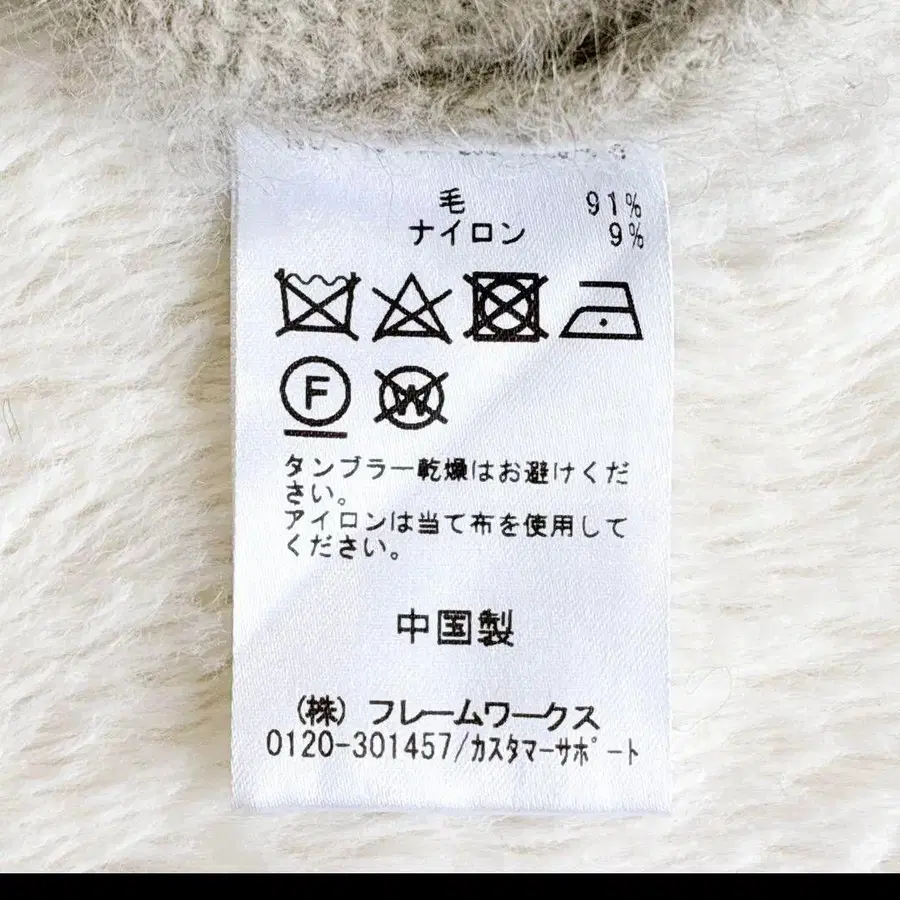 毛 91%
ナイロン 9%
F
W
タンブラー乾燥はお避けくだ
さい。
アイロンは当て布を使用して
ください。
中国製
(株) フレームワークス
0120-301457/カスタマーサポート